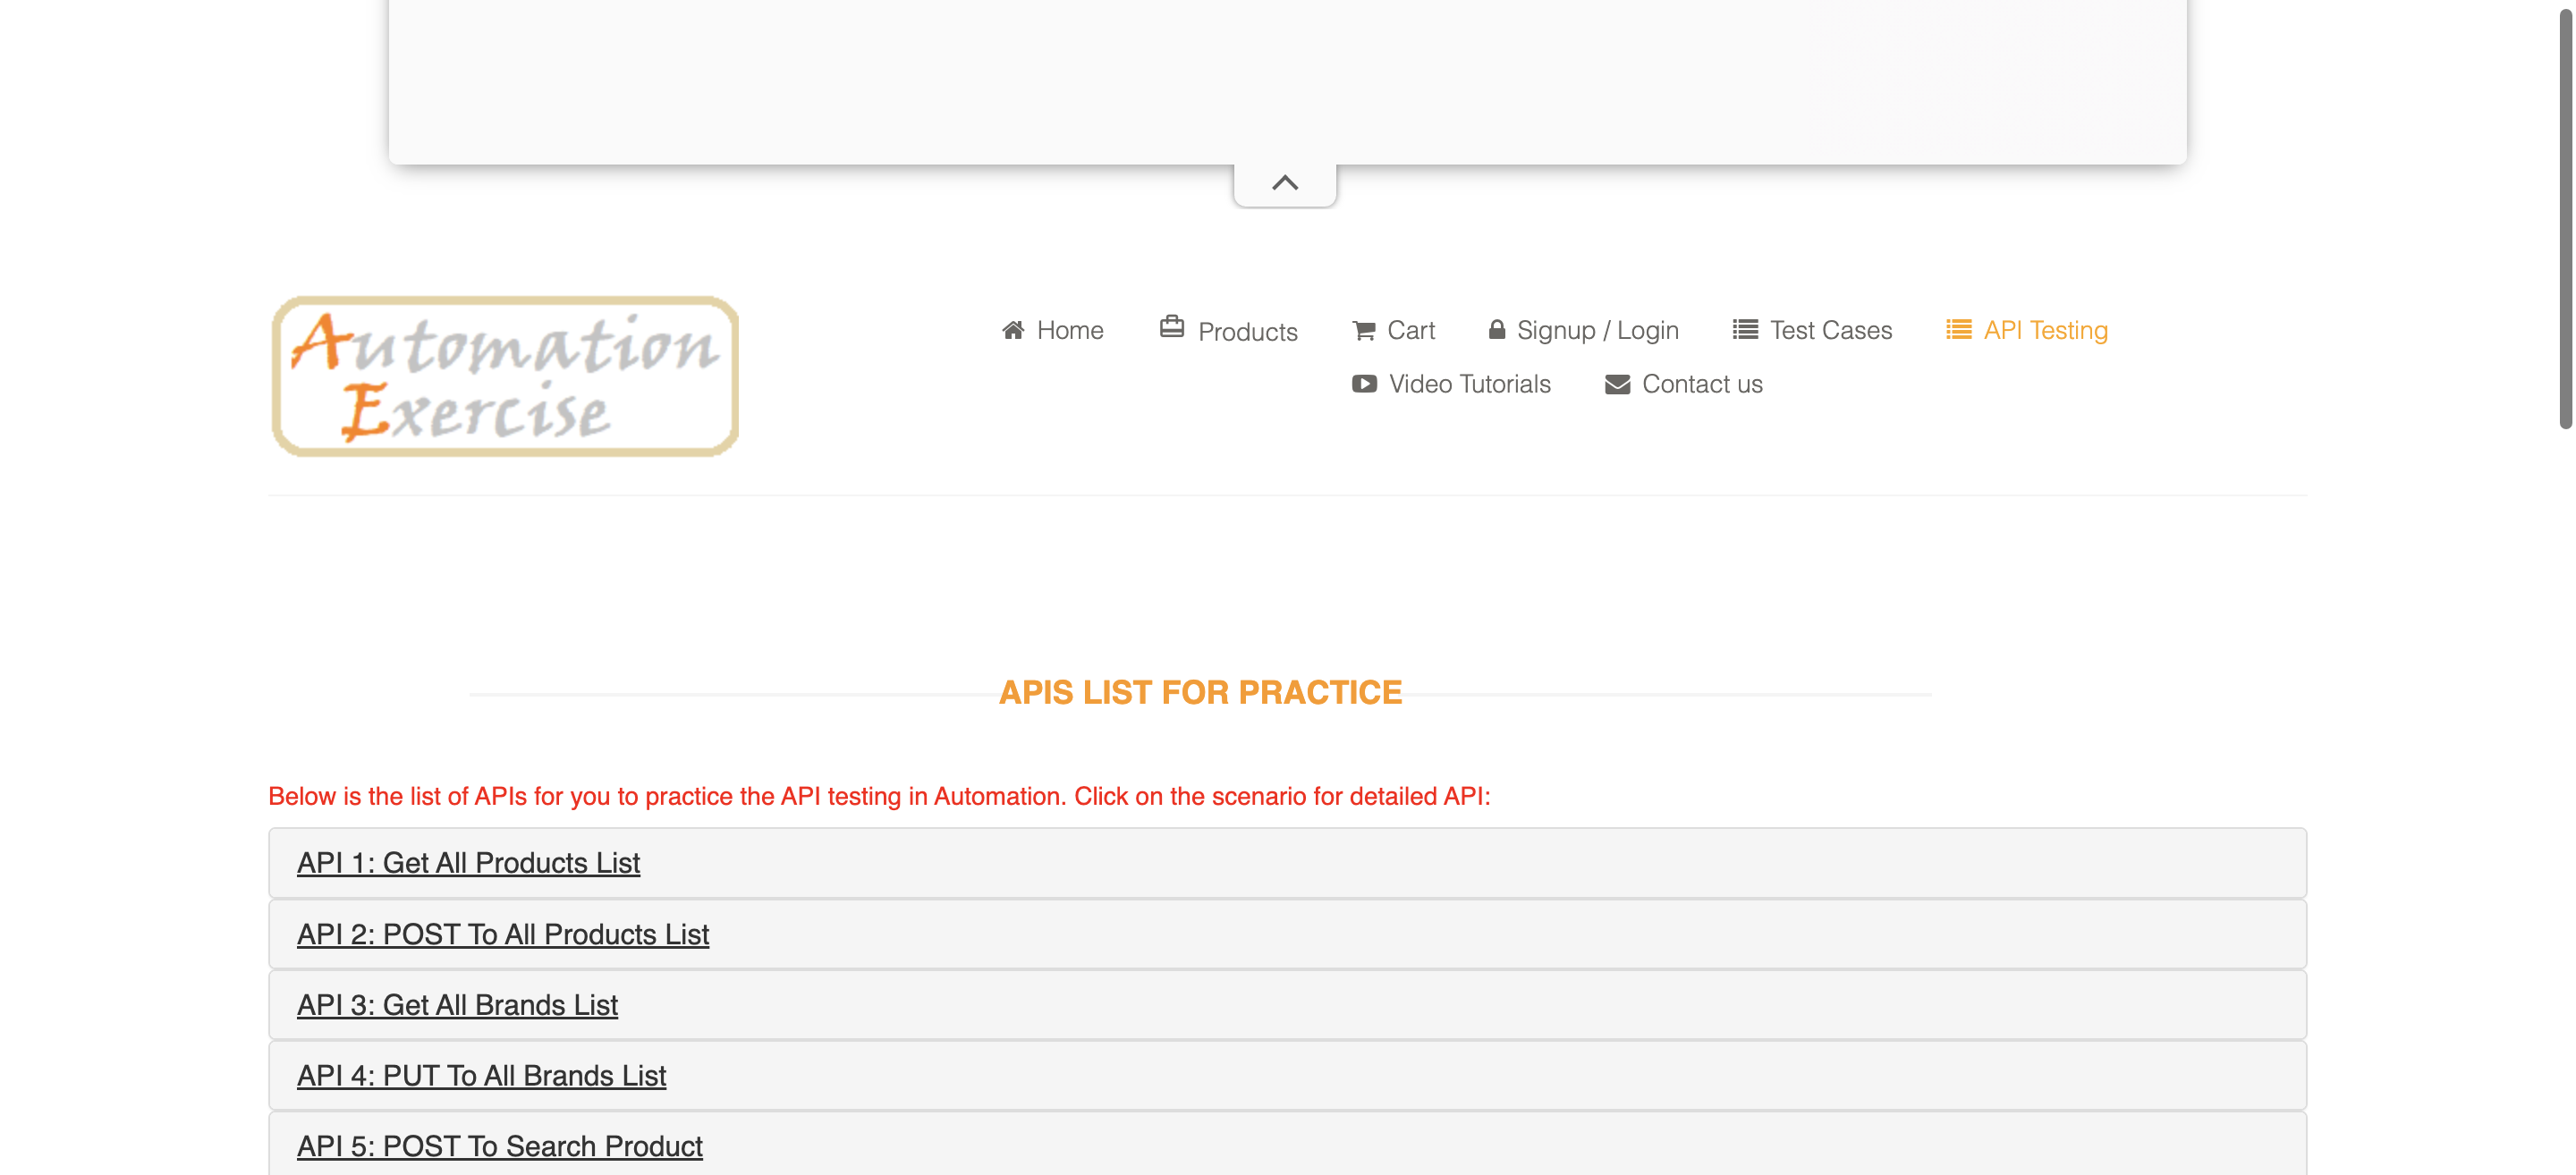 Automation
Exercise
Home Products Cart Signup / Login Test Cases API Testing
Video Tutorials Contact us
APIS LIST FOR PRACTICE
Below is the list of APIs for you to practice the API testing in Automation. Click on the scenario for detailed API:
API 1: Get All Products List
API 2: POST To All Products List
API 3: Get All Brands List
API 4: PUT To All Brands List
API 5: POST To Search Product